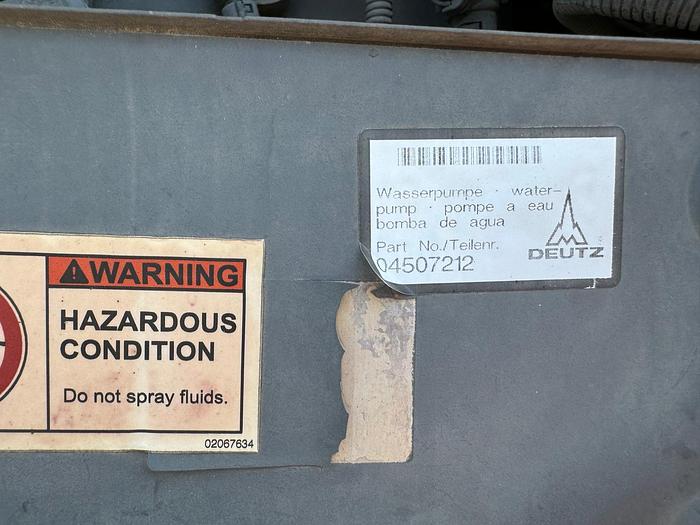 WARNING
HAZARDOUS
CONDITION
Do not spray fluids.
02067634
Wasserpumpe · water-
pump · pompe a eau
bomba de agua
Part No./Teilenr.
04507212
DEUTZ